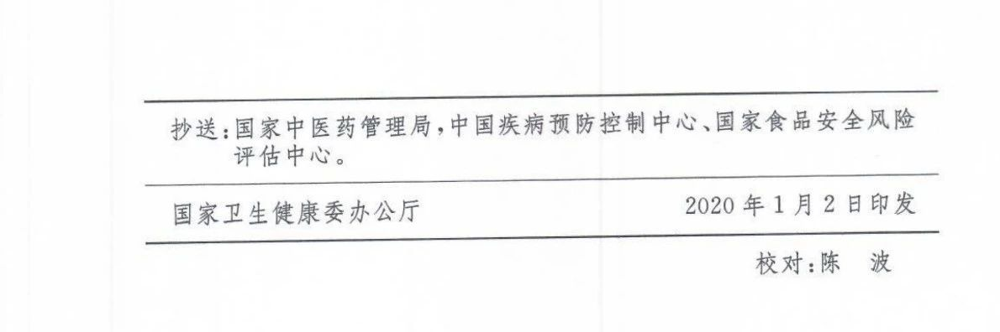 抄送:国家中医药管理局,中国疾病预防控制中心、国家食品安全风险
评估中心。
国家卫生健康委办公厅 2020年1月2日印发
校对:陈 波